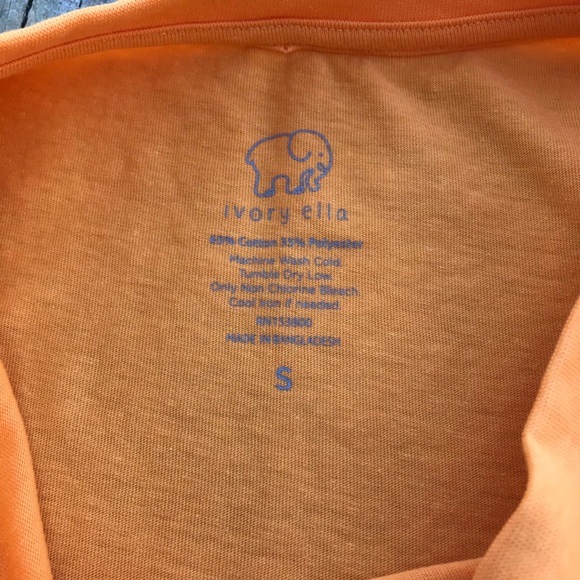 ivory ella
65% Cotton 35% Polyester
Machine Wash Cold.
Tumble Dry Low.
Only Non Chlorine Bleach
Cool Iron if needed.
RN153800
MADE IN BANGLADESH
S